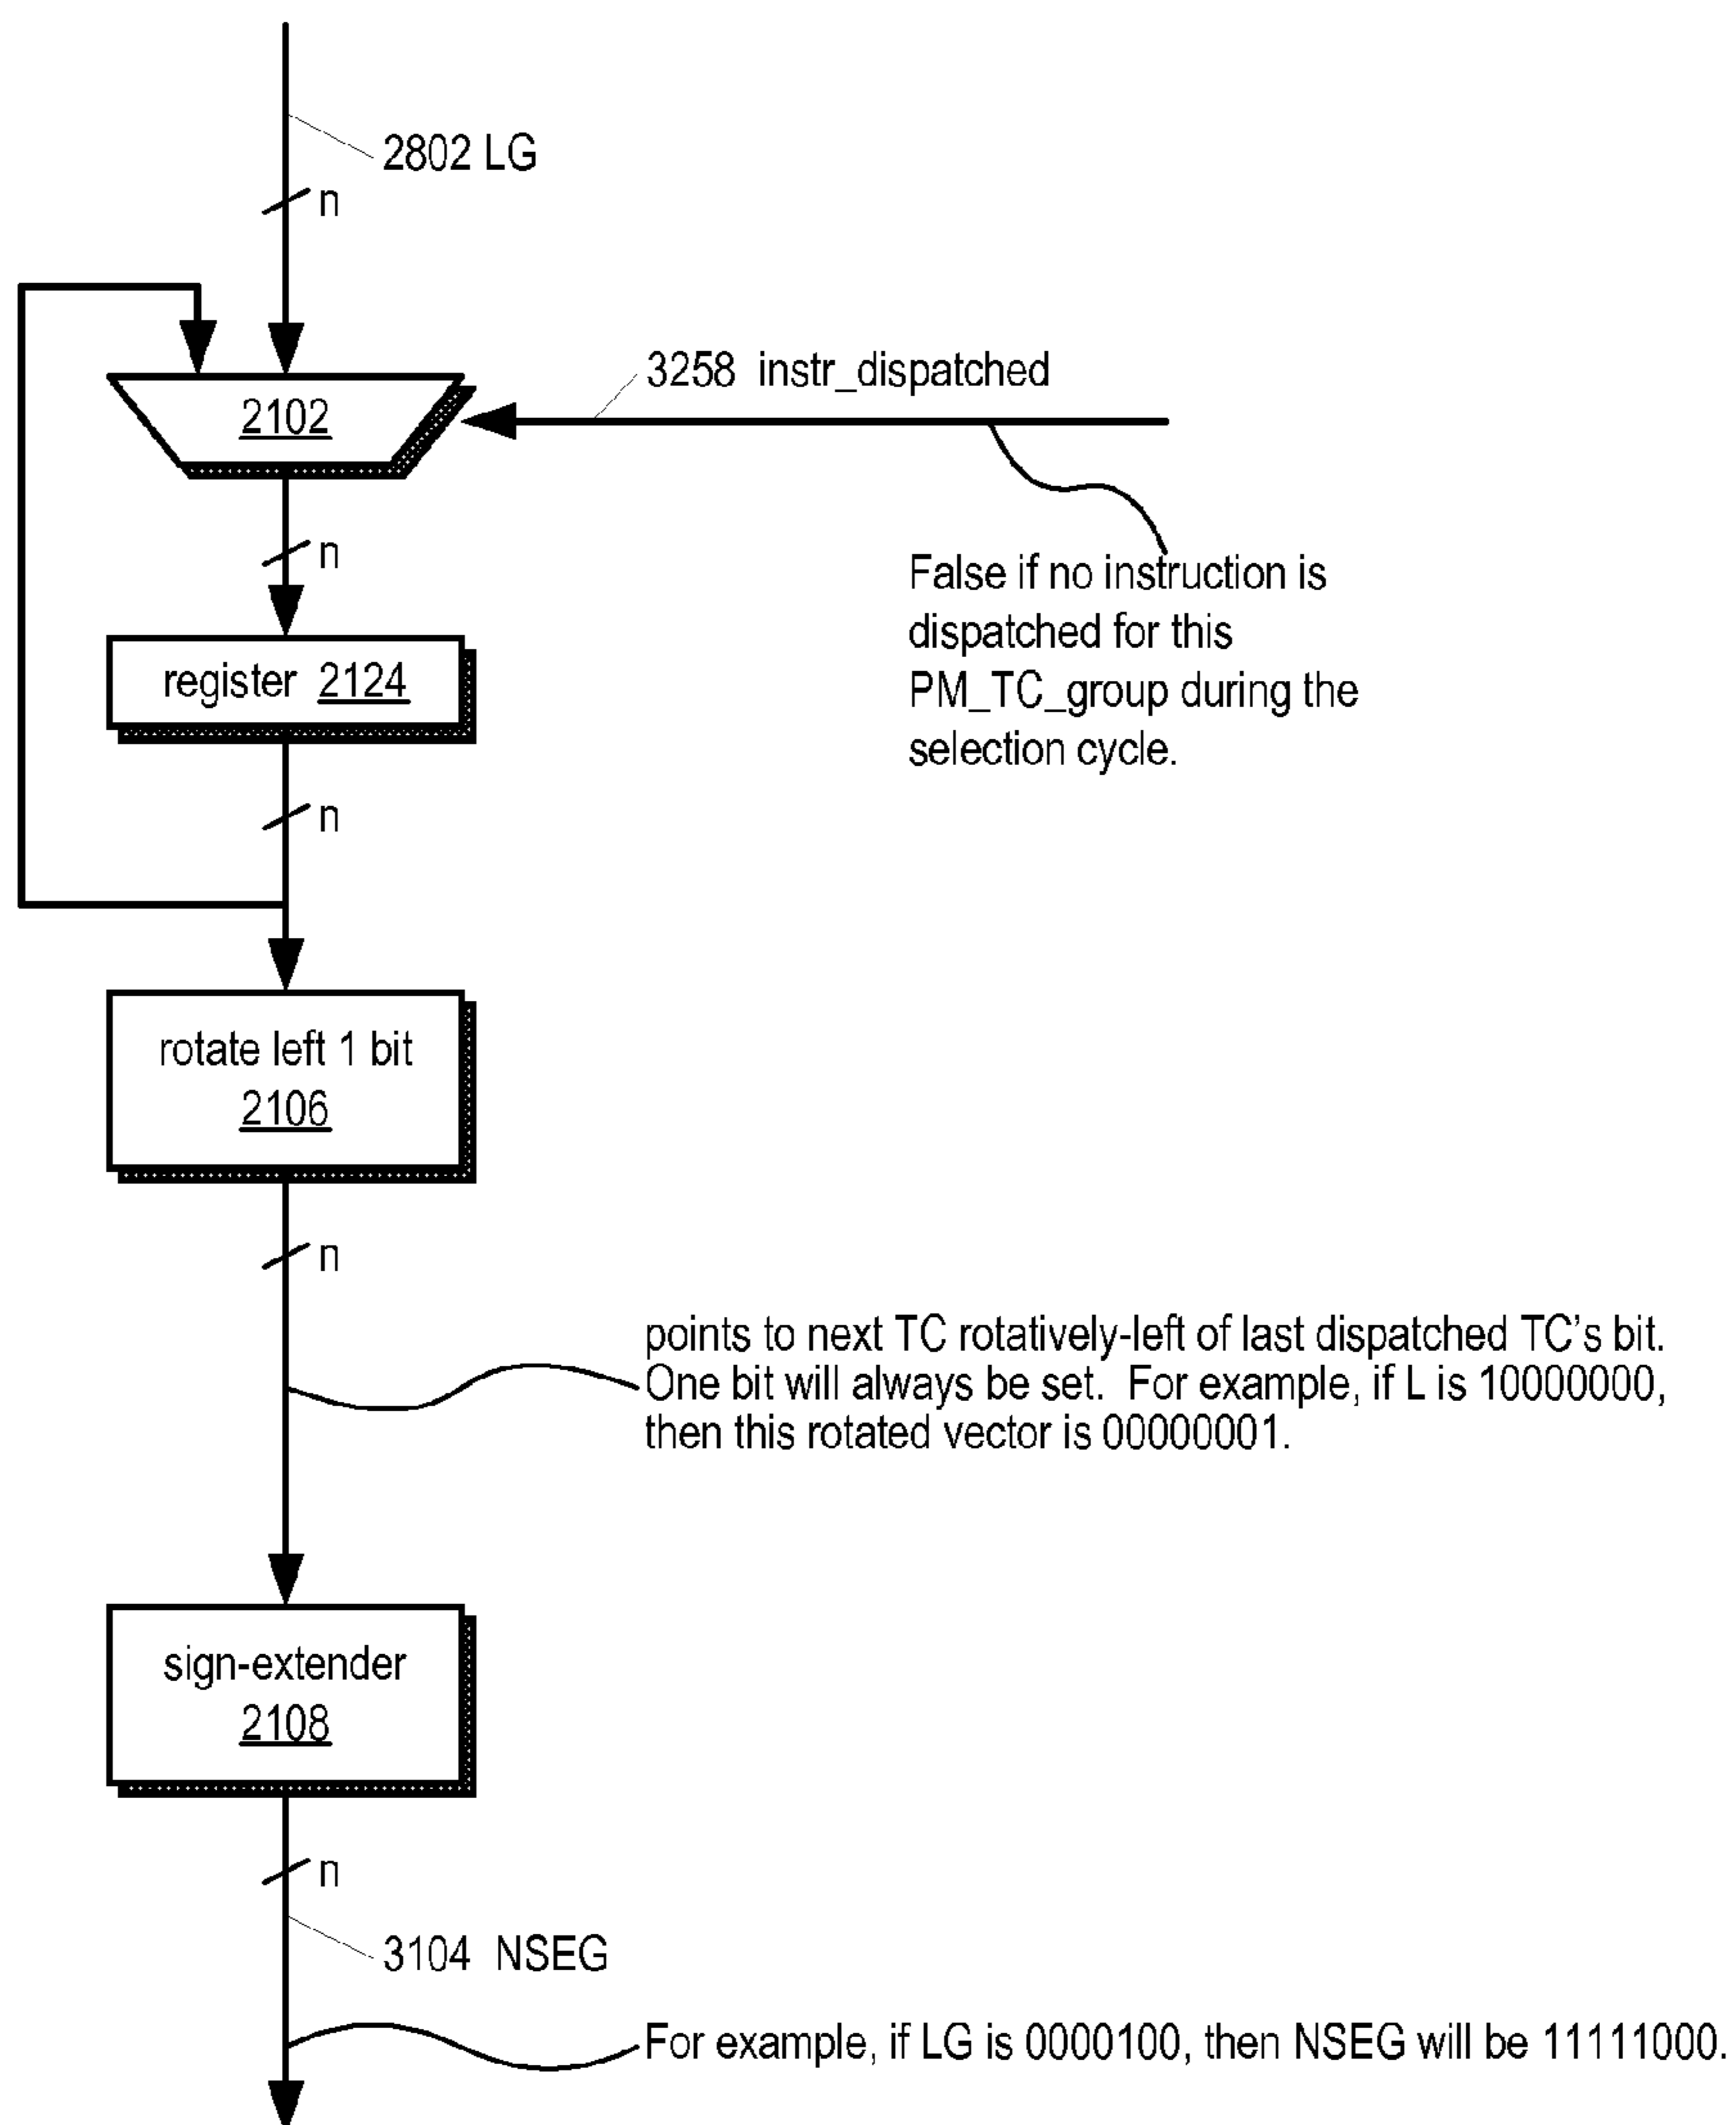 2802 LG
n
3258 instr_dispatched
2102
n
False if no instruction is
dispatched for this
PM_TC_group during the
selection cycle.
register 2124
n
rotate left 1 bit
2106
n
points to next TC rotatively-left of last dispatched TC's bit.
One bit will always be set. For example, if L is 10000000,
then this rotated vector is 00000001.
sign-extender
2108
n
3104 NSEG
For example, if LG is 0000100, then NSEG will be 11111000.